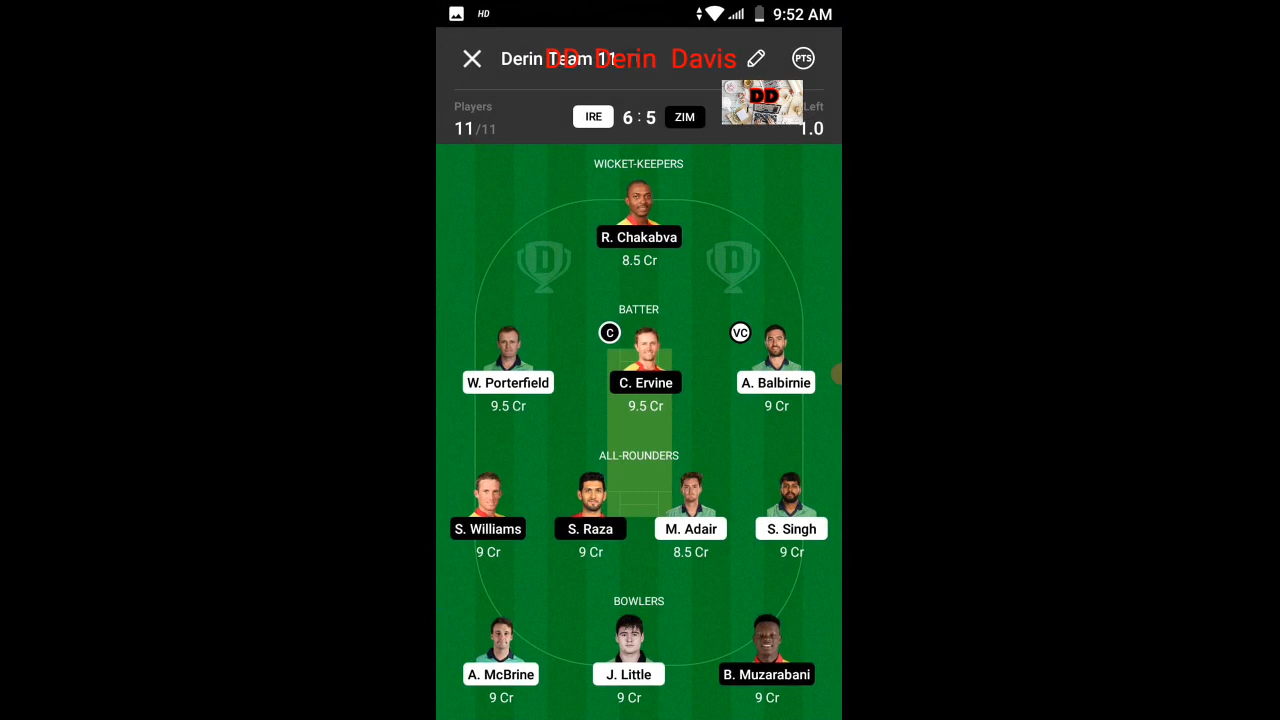 HD 9:52 AM
Derin Team 11
DD Derin Davis
PTS
DD
Players Left
11/11 IRE 6 : 5 ZIM 1.0
WICKET-KEEPERS
R. Chakabva
8.5 Cr
D D
BATTER
C VC
W. Porterfield C. Ervine A. Balbirnie
9.5 Cr 9.5 Cr 9 Cr
ALL-ROUNDERS
S. Williams S. Raza M. Adair S. Singh
9 Cr 9 Cr 8.5 Cr 9 Cr
BOWLERS
A. McBrine J. Little B. Muzarabani
9 Cr 9 Cr 9 Cr